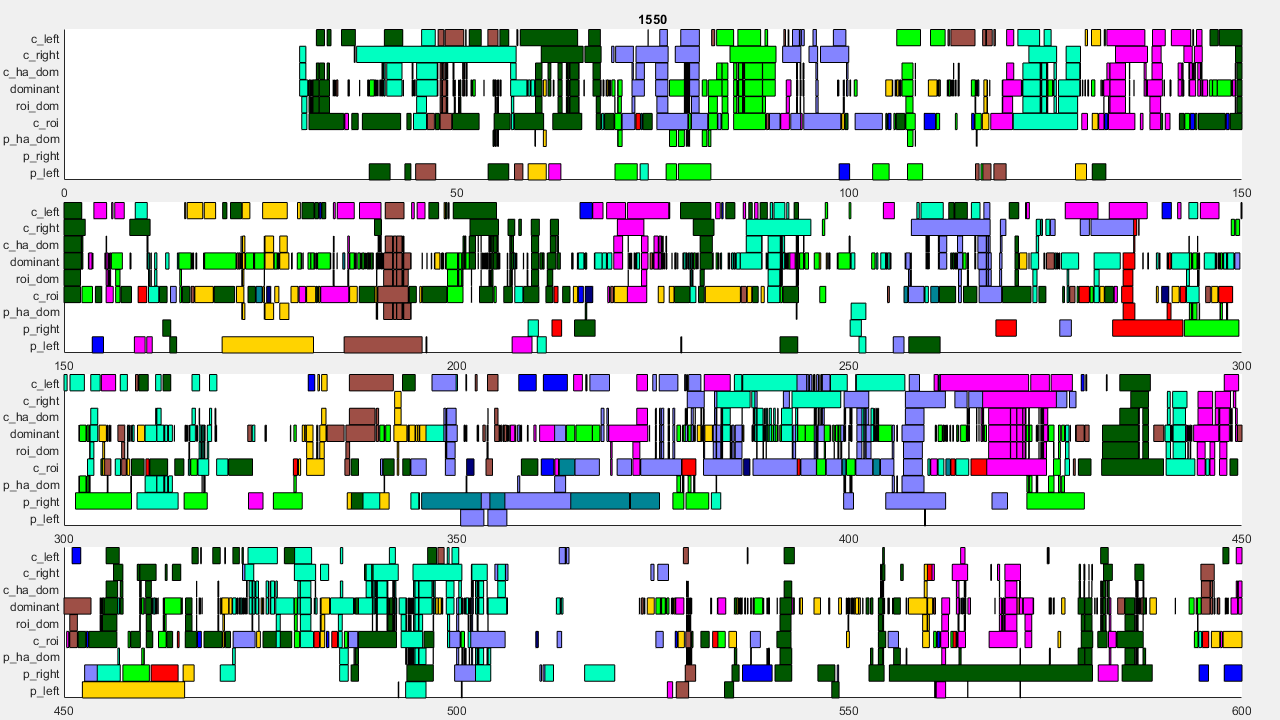 1550
c_left
c_right
c_ha_dom
dominant
roi_dom
c_roi
p_ha_dom
p_right
p_left
0 50 100 150
c_left
c_right
c_ha_dom
dominant
roi_dom
c_roi
p_ha_dom
p_right
p_left
150 200 250 300
c_left
c_right
c_ha_dom
dominant
roi_dom
c_roi
p_ha_dom
p_right
p_left
300 350 400 450
c_left
c_right
c_ha_dom
dominant
roi_dom
c_roi
p_ha_dom
p_right
p_left
450 500 550 600